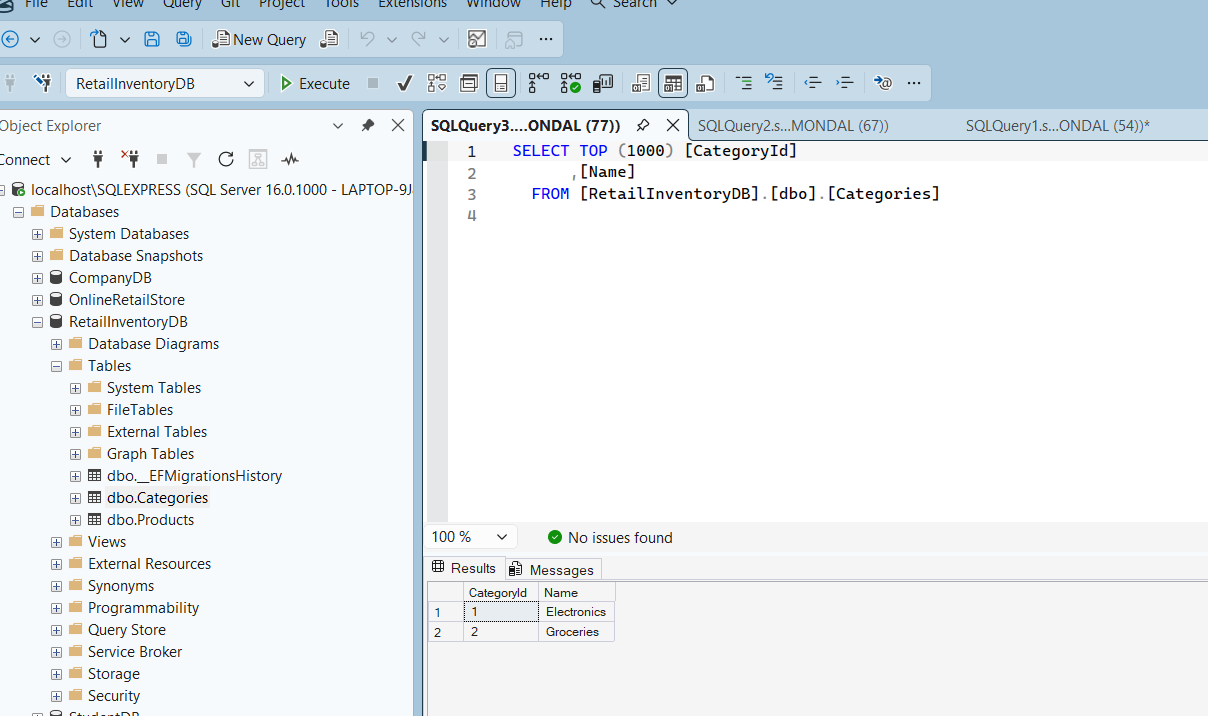 File Edit View Query Git Project Tools Extensions Window Help Search
New Query
RetailInventoryDB Execute
Object Explorer
Connect
localhost\SQLEXPRESS (SQL Server 16.0.1000 - LAPTOP-9J
Databases
System Databases
Database Snapshots
CompanyDB
OnlineRetailStore
RetailInventoryDB
Database Diagrams
Tables
System Tables
FileTables
External Tables
Graph Tables
dbo.__EFMigrationsHistory
dbo.Categories
dbo.Products
Views
External Resources
Synonyms
Programmability
Query Store
Service Broker
Storage
Security
StudentDB
SQLQuery3....ONDAL (77)) SQLQuery2.s...MONDAL (67)) SQLQuery1.s...ONDAL (54))*
1 SELECT TOP (1000) [CategoryId]
2 ,[Name]
3 FROM [RetailInventoryDB].[dbo].[Categories]
4
100 % No issues found
Results Messages
CategoryId Name
1 1 Electronics
2 2 Groceries